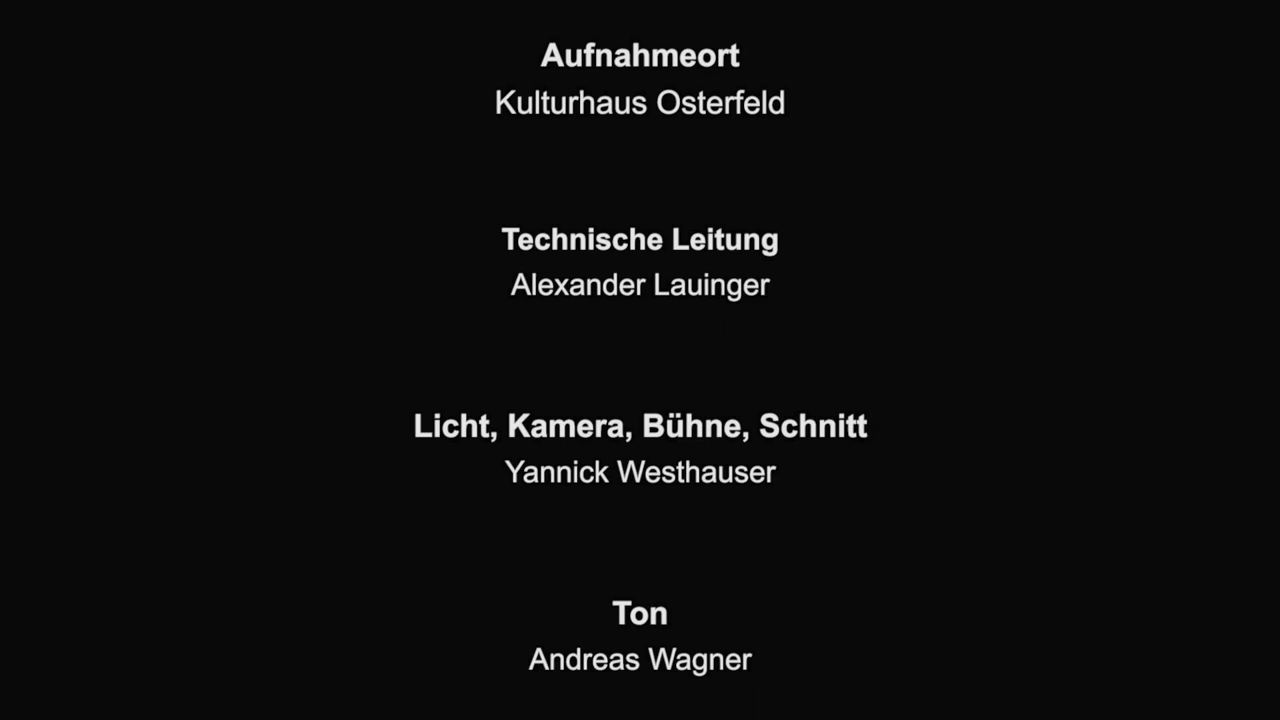 Aufnahmeort
Kulturhaus Osterfeld
Technische Leitung
Alexander Lauinger
Licht, Kamera, Bühne, Schnitt
Yannick Westhauser
Ton
Andreas Wagner